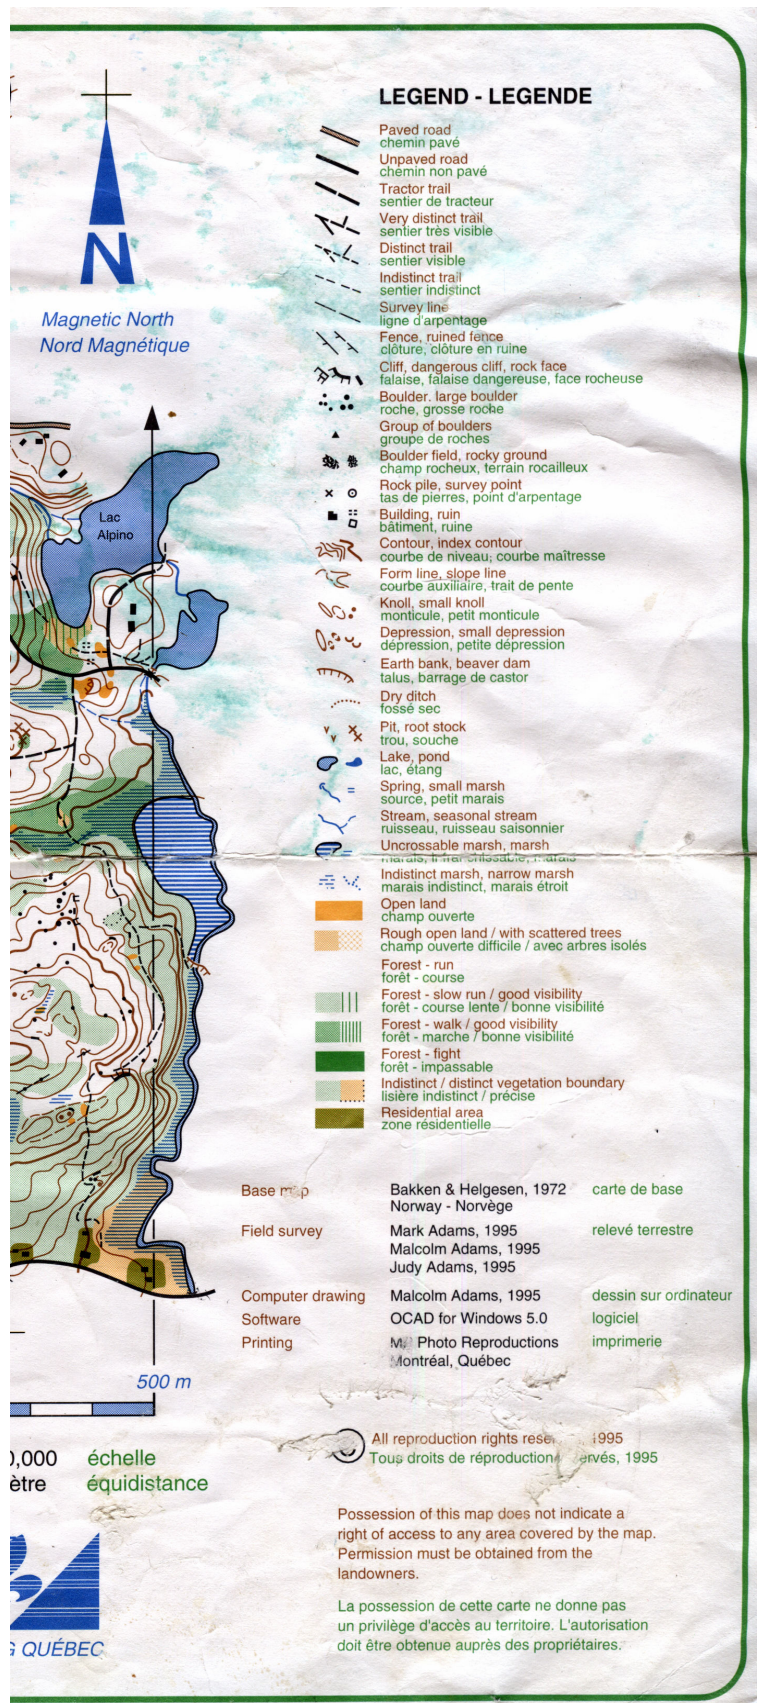 LEGEND - LEGENDE
N
Magnetic North
Nord Magnétique
Paved road
chemin pavé
Unpaved road
chemin non pavé
Tractor trail
sentier de tracteur
Very distinct trail
sentier très visible
Distinct trail
sentier visible
Indistinct trail
sentier indistinct
Survey line
ligne d'arpentage
Fence, ruined fence
clôture, clôture en ruine
Cliff, dangerous cliff, rock face
falaise, falaise dangereuse, face rocheuse
Boulder. large boulder
roche, grosse roche
Group of boulders
groupe de roches
Boulder field, rocky ground
champ rocheux, terrain rocailleux
Rock pile, survey point
tas de pierres, point d'arpentage
Building, ruin
bâtiment, ruine
Contour, index contour
courbe de niveau; courbe maîtresse
Form line, slope line
courbe auxiliaire, trait de pente
Knoll, small knoll
monticule, petit monticule
Depression, small depression
dépression, petite dépression
Earth bank, beaver dam
talus, barrage de castor
Dry ditch
fossé sec
Pit, root stock
trou, souche
Lake, pond
lac, étang
Spring, small marsh
source, petit marais
Stream, seasonal stream
ruisseau, ruisseau saisonnier
Uncrossable marsh, marsh
Indistinct marsh, narrow marsh
marais indistinct, marais étroit
Open land
champ ouverte
Rough open land / with scattered trees
champ ouverte difficile / avec arbres isolés
Forest - run
forêt - course
Forest - slow run / good visibility
forêt - course lente / bonne visibilité
Forest - walk / good visibility
forêt - marche / bonne visibilité
Forest - fight
forêt - impassable
Indistinct / distinct vegetation boundary
lisière indistinct / précise
Residential area
zone résidentielle
Lac
Alpino
Base map Bakken & Helgesen, 1972 carte de base
Norway - Norvège
Field survey Mark Adams, 1995 relevé terrestre
Malcolm Adams, 1995
Judy Adams, 1995
Computer drawing Malcolm Adams, 1995 dessin sur ordinateur
Software OCAD for Windows 5.0 logiciel
Printing Photo Reproductions imprimerie
Montréal, Québec
500 m
0,000 échelle
ètre équidistance
All reproduction rights rese 1995
Tous droits de réproduction ervés, 1995
Possession of this map does not indicate a
right of access to any area covered by the map.
Permission must be obtained from the
landowners.
La possession de cette carte ne donne pas
un privilège d'accès au territoire. L'autorisation
doit être obtenue auprès des propriétaires.
QUÉBEC